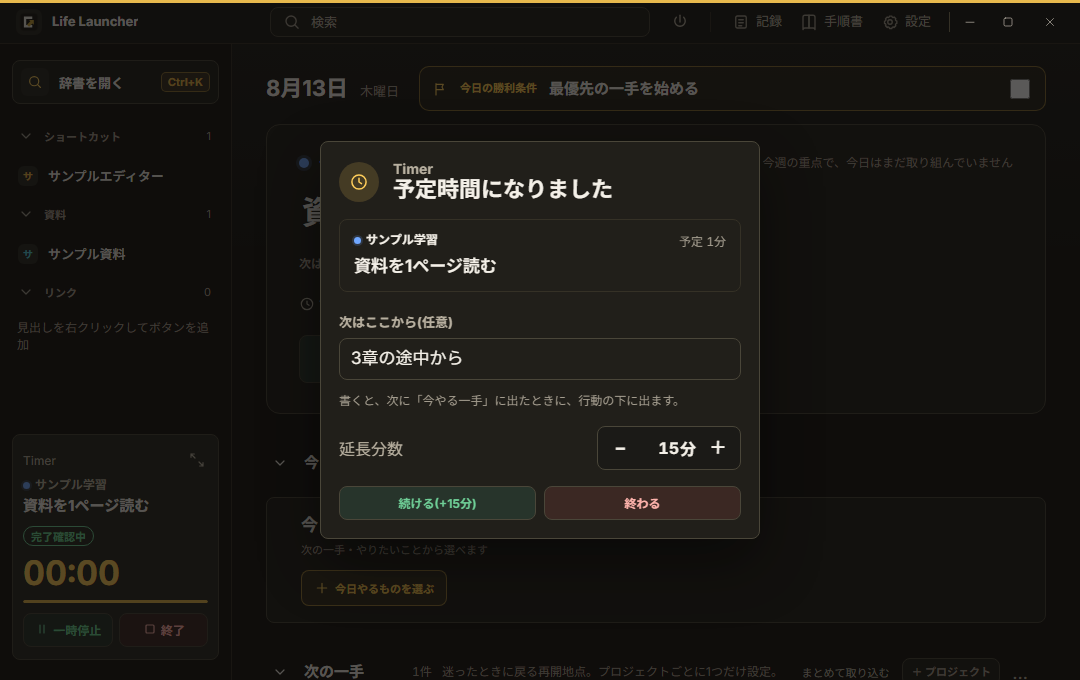 Life Launcher
検索
記録
手順書
設定
辞書を開く
Ctrl+K
ショートカット
1
サ
サンプルエディター
資料
1
サ
サンプル資料
リンク
0
見出しを右クリックしてボタンを追
加
8月13日
木曜日
今日の勝利条件
最優先の一手を始める
今週の重点で、今日はまだ取り組んでいません
資
次は
Timer
予定時間になりました
サンプル学習
予定 1分
資料を1ページ読む
次はここから(任意)
3章の途中から
書くと、次に「今やる一手」に出たときに、行動の下に出ます。
延長分数
− 15分 +
続ける(+15分)
終わる
Timer
サンプル学習
資料を1ページ読む
完了確認中
00:00
一時停止
終了
今
今
次の一手・やりたいことから選べます
+ 今日やるものを選ぶ
次の一手
1件
迷ったときに戻る再開地点。プロジェクトごとに1つだけ設定。
まとめて取り込む
+ プロジェクト
...